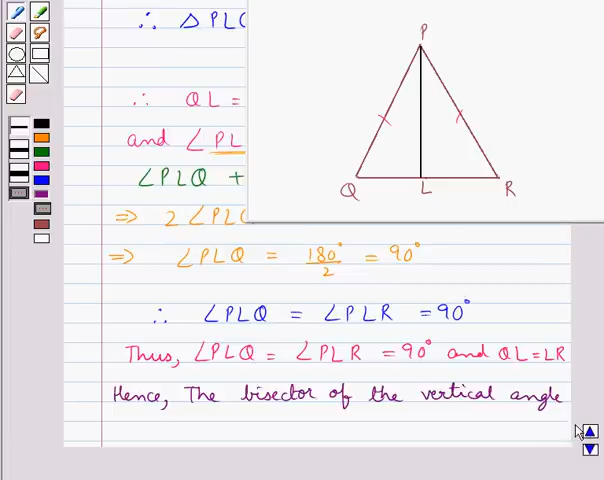 ∴ △ PLQ
∴ QL =
and ∠PL
∠PLQ +
⇒ 2∠PLQ
⇒ ∠PLQ = 180°/2 = 90°
∴ ∠PLQ = ∠PLR = 90°
Thus, ∠PLQ = ∠PLR = 90° and QL = LR
Hence, The bisector of the vertical angle
P
Q L R